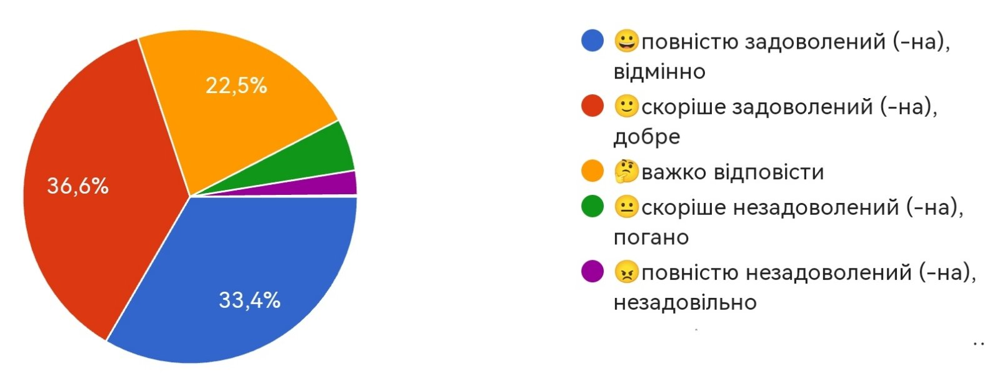 22,5%
36,6%
33,4%
😀повністю задоволений (-на),
відмінно
🙂скоріше задоволений (-на),
добре
🤔важко відповісти
😐скоріше незадоволений (-на),
погано
😠повністю незадоволений (-на),
незадовільно